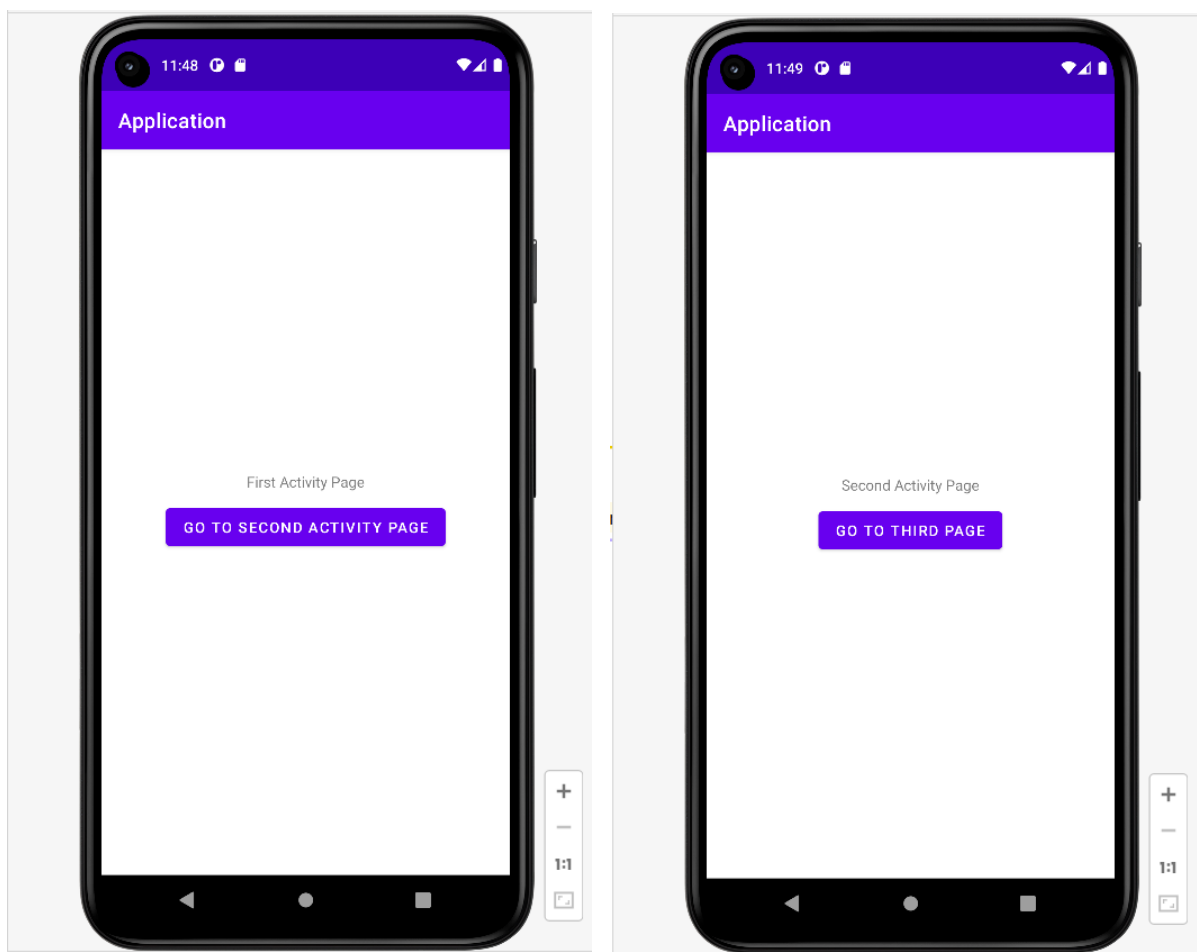 11:48
Application
First Activity Page
GO TO SECOND ACTIVITY PAGE
1:1
11:49
Application
Second Activity Page
GO TO THIRD PAGE
1:1